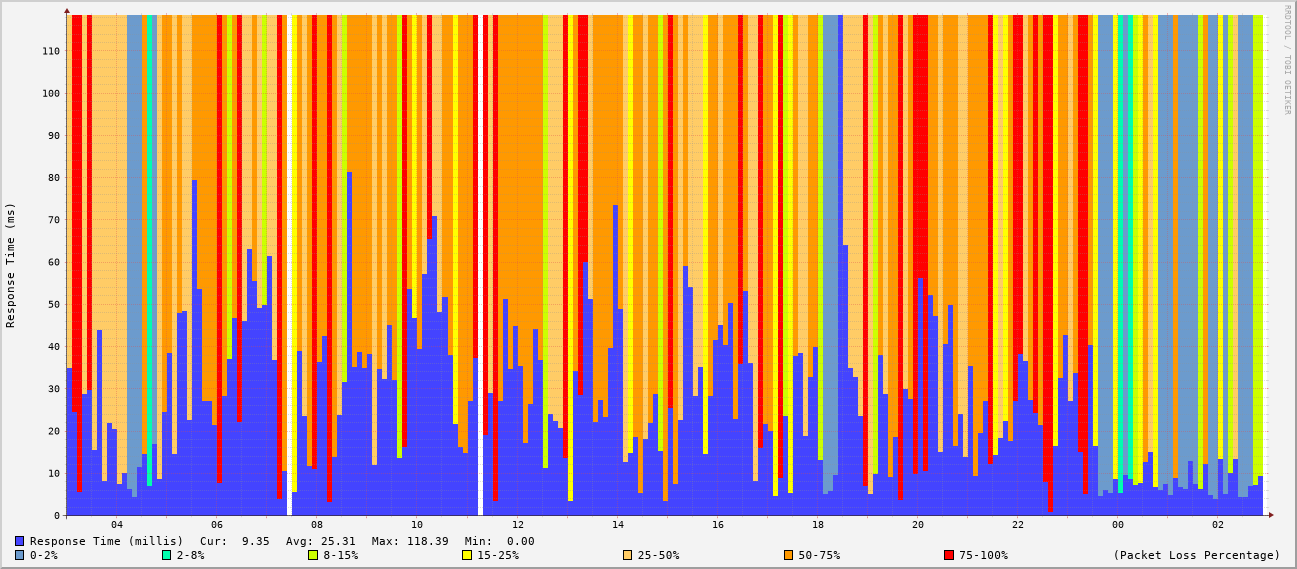 RRDTOOL / TOBI OETIKER
Response Time (ms)
110
100
90
80
70
60
50
40
30
20
10
0
04 06 08 10 12 14 16 18 20 22 00 02
Response Time (millis) Cur: 9.35 Avg: 25.31 Max: 118.39 Min: 0.00
0-2% 2-8% 8-15% 15-25% 25-50% 50-75% 75-100% (Packet Loss Percentage)